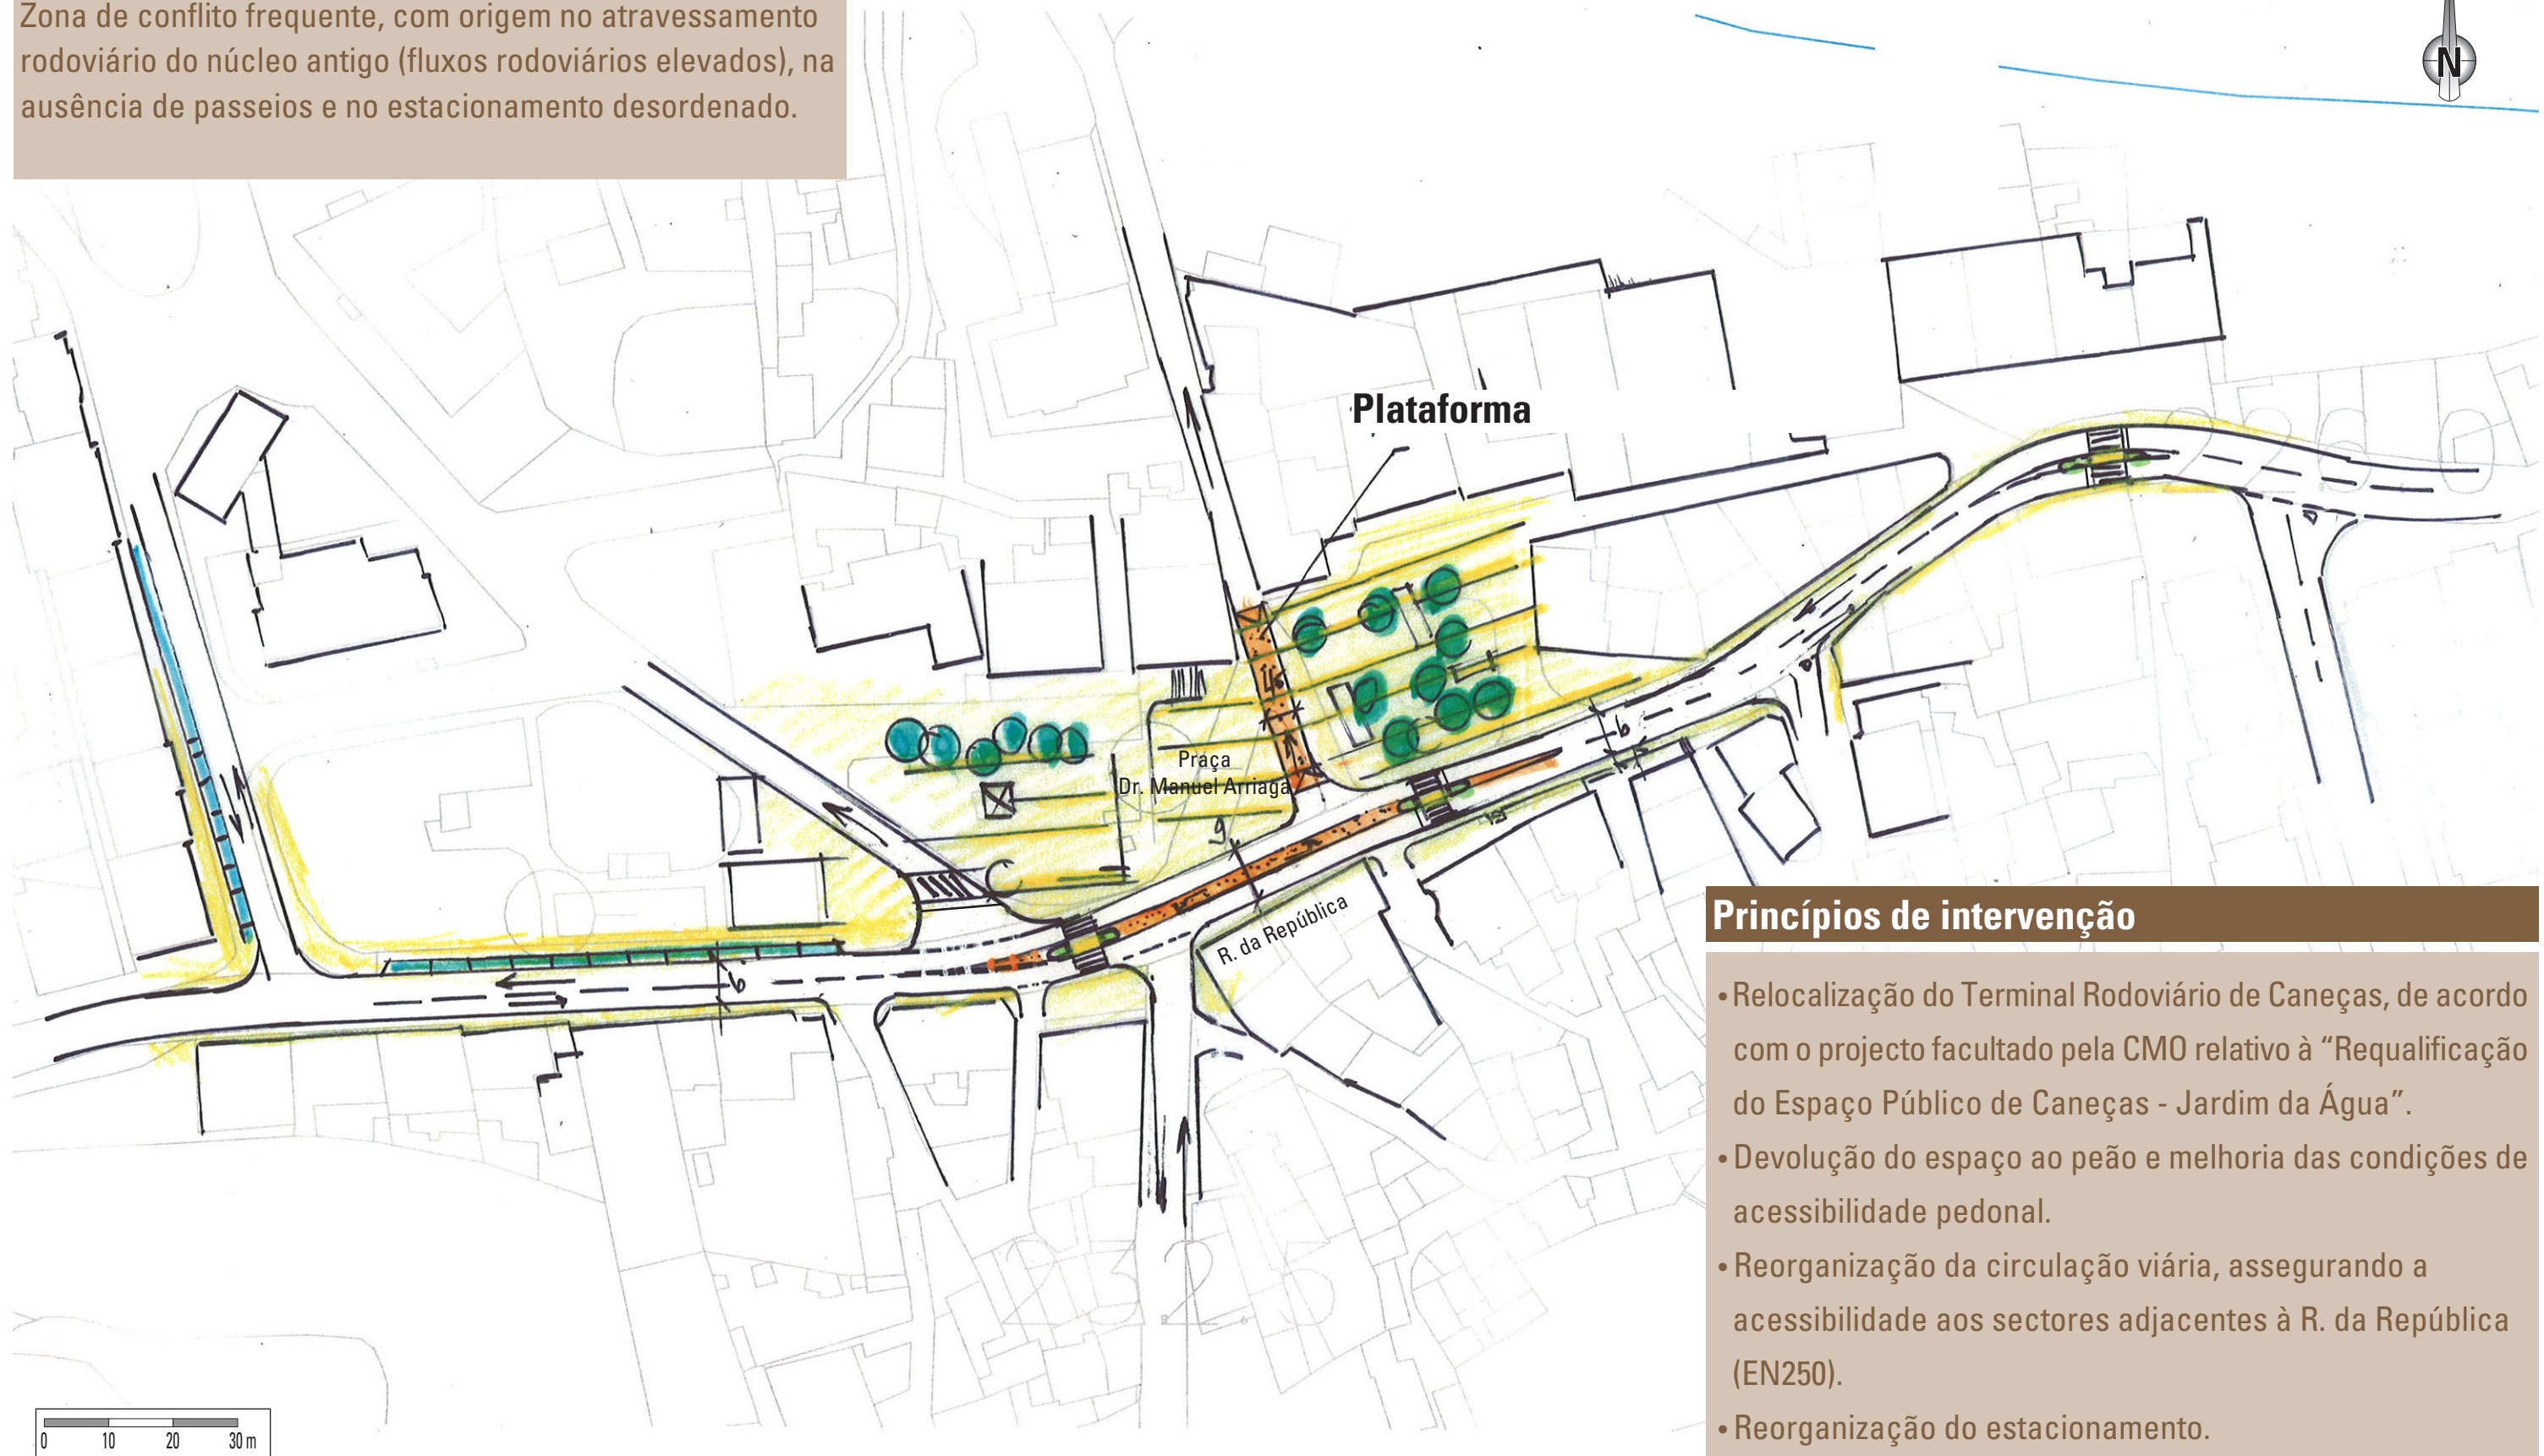 Zona de conflito frequente, com origem no atravessamento
rodoviário do núcleo antigo (fluxos rodoviários elevados), na
ausência de passeios e no estacionamento desordenado.
N
Plataforma
Praça
Dr. Manuel Arriaga
9
6
6
R. da República
Princípios de intervenção
• Relocalização do Terminal Rodoviário de Caneças, de acordo
com o projecto facultado pela CMO relativo à “Requalificação
do Espaço Público de Caneças - Jardim da Água”.
• Devolução do espaço ao peão e melhoria das condições de
acessibilidade pedonal.
• Reorganização da circulação viária, assegurando a
acessibilidade aos sectores adjacentes à R. da República
(EN250).
• Reorganização do estacionamento.
0 10 20 30 m